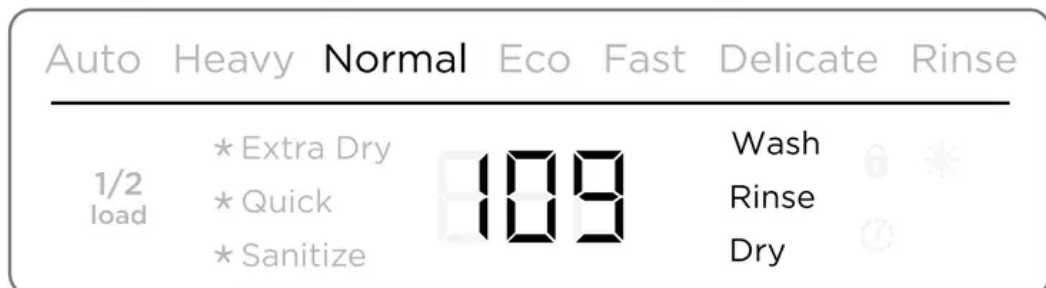 Auto Heavy Normal Eco Fast Delicate Rinse
1/2
load
* Extra Dry
* Quick
* Sanitize
109
Wash
Rinse
Dry